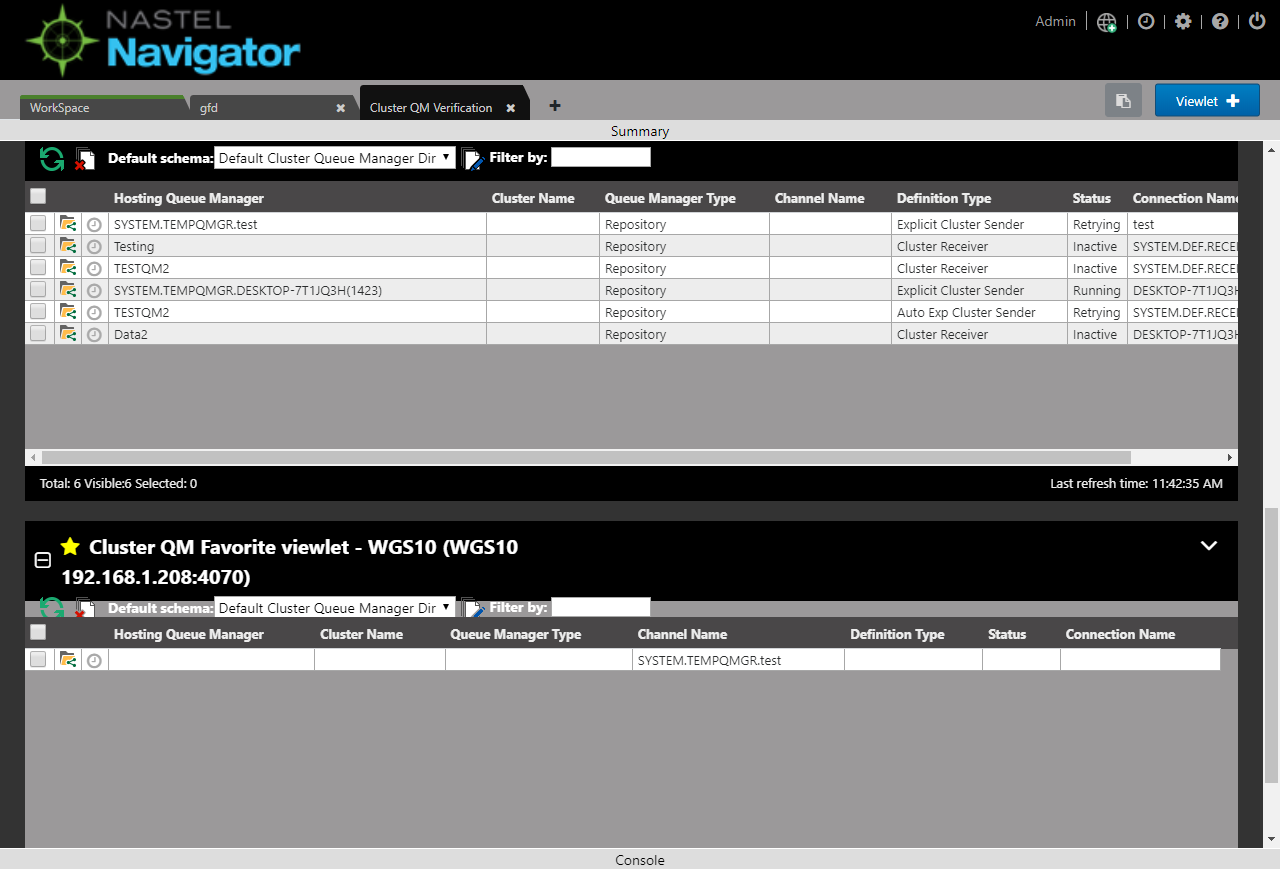 NASTEL
Navigator
Admin
WorkSpace gfd Cluster QM Verification Viewlet
Summary
Default schema: Default Cluster Queue Manager Dir Filter by:
Hosting Queue Manager Cluster Name Queue Manager Type Channel Name Definition Type Status Connection Name
SYSTEM.TEMPQMGR.test Repository Explicit Cluster Sender Retrying test
Testing Repository Cluster Receiver Inactive SYSTEM.DEF.RECE
TESTQM2 Repository Cluster Receiver Inactive SYSTEM.DEF.RECE
SYSTEM.TEMPQMGR.DESKTOP-7T1JQ3H(1423) Repository Explicit Cluster Sender Running DESKTOP-7T1JQ3H
TESTQM2 Repository Auto Exp Cluster Sender Retrying SYSTEM.DEF.RECE
Data2 Repository Cluster Receiver Inactive DESKTOP-7T1JQ3H
Total: 6 Visible:6 Selected: 0 Last refresh time: 11:42:35 AM
Cluster QM Favorite viewlet - WGS10 (WGS10
192.168.1.208:4070)
Default schema: Default Cluster Queue Manager Dir Filter by:
Hosting Queue Manager Cluster Name Queue Manager Type Channel Name Definition Type Status Connection Name
SYSTEM.TEMPQMGR.test
Console